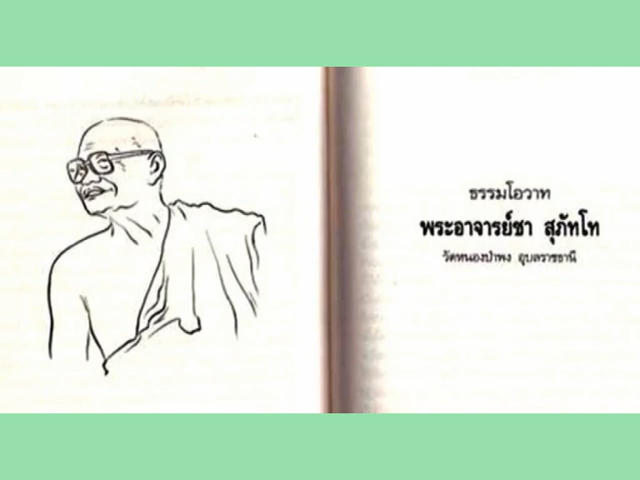 ธรรมโอวาท
พระอาจารย์ชา สุภัทโท
วัดหนองป่าพง อุบลราชธานี